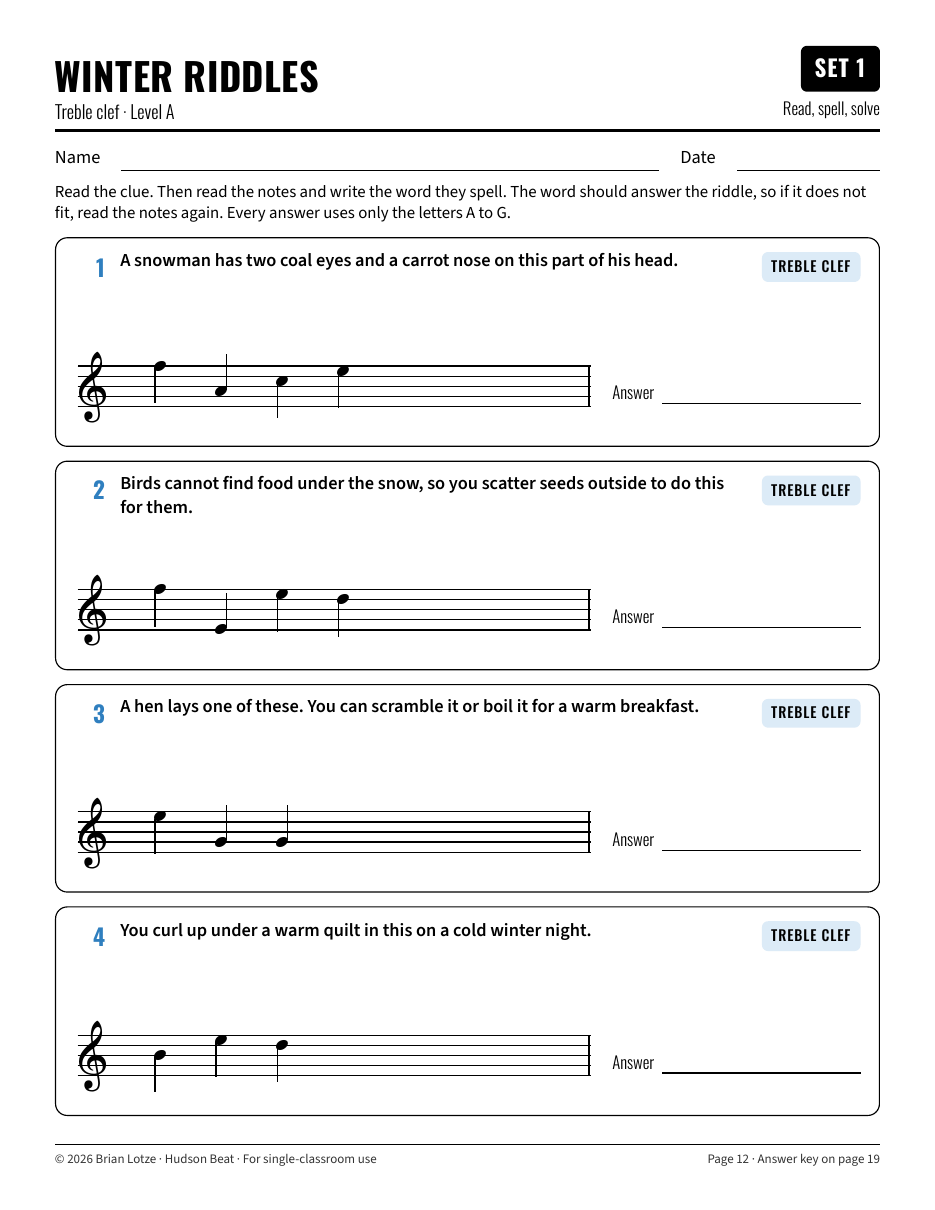 WINTER RIDDLES
SET 1
Treble clef · Level A
Read, spell, solve
Name
Date
Read the clue. Then read the notes and write the word they spell. The word should answer the riddle, so if it does not
fit, read the notes again. Every answer uses only the letters A to G.
1
A snowman has two coal eyes and a carrot nose on this part of his head.
TREBLE CLEF
Answer
2
Birds cannot find food under the snow, so you scatter seeds outside to do this
for them.
TREBLE CLEF
Answer
3
A hen lays one of these. You can scramble it or boil it for a warm breakfast.
TREBLE CLEF
Answer
4
You curl up under a warm quilt in this on a cold winter night.
TREBLE CLEF
Answer
© 2026 Brian Lotze · Hudson Beat · For single-classroom use
Page 12 · Answer key on page 19